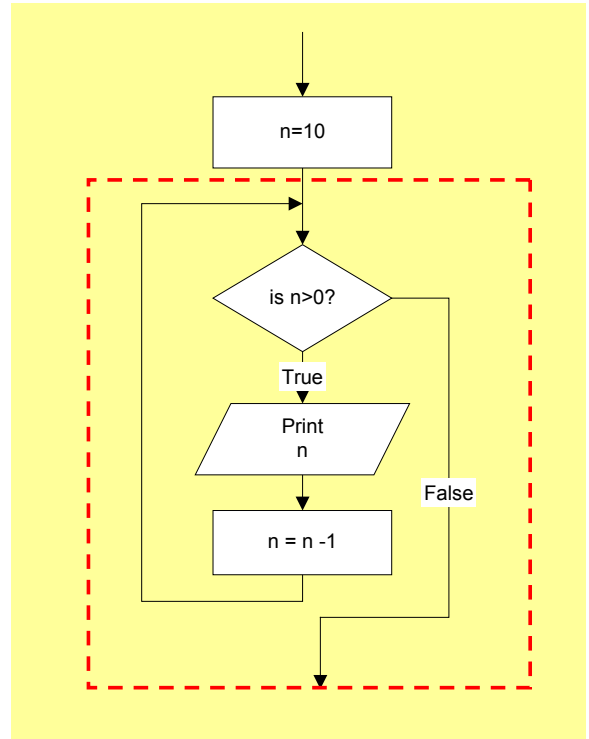 n=10
is n>0?
True
Print
n
False
n = n -1